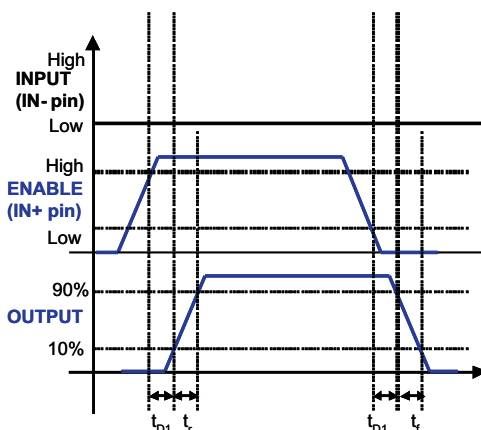 High
INPUT
(IN- pin)
Low
High
ENABLE
(IN+ pin)
Low
90%
OUTPUT
10%
tD1 tr tD1 tf